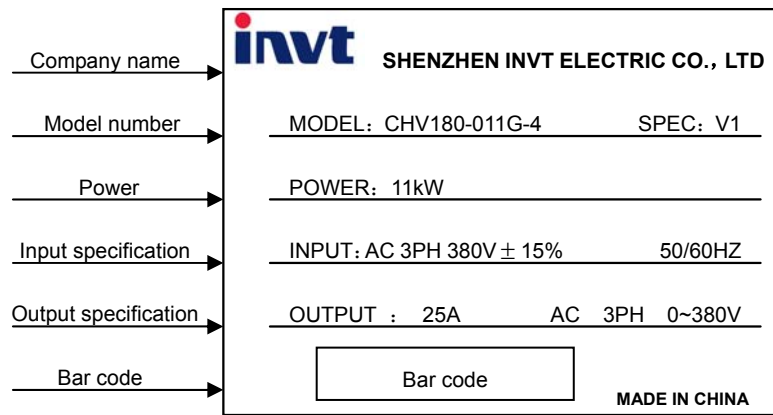 invt
SHENZHEN INVT ELECTRIC CO., LTD
Company name
Model number
MODEL：CHV180-011G-4 SPEC：V1
Power
POWER：11kW
Input specification
INPUT：AC 3PH 380V ± 15% 50/60HZ
Output specification
OUTPUT ： 25A AC 3PH 0~380V
Bar code
Bar code
MADE IN CHINA